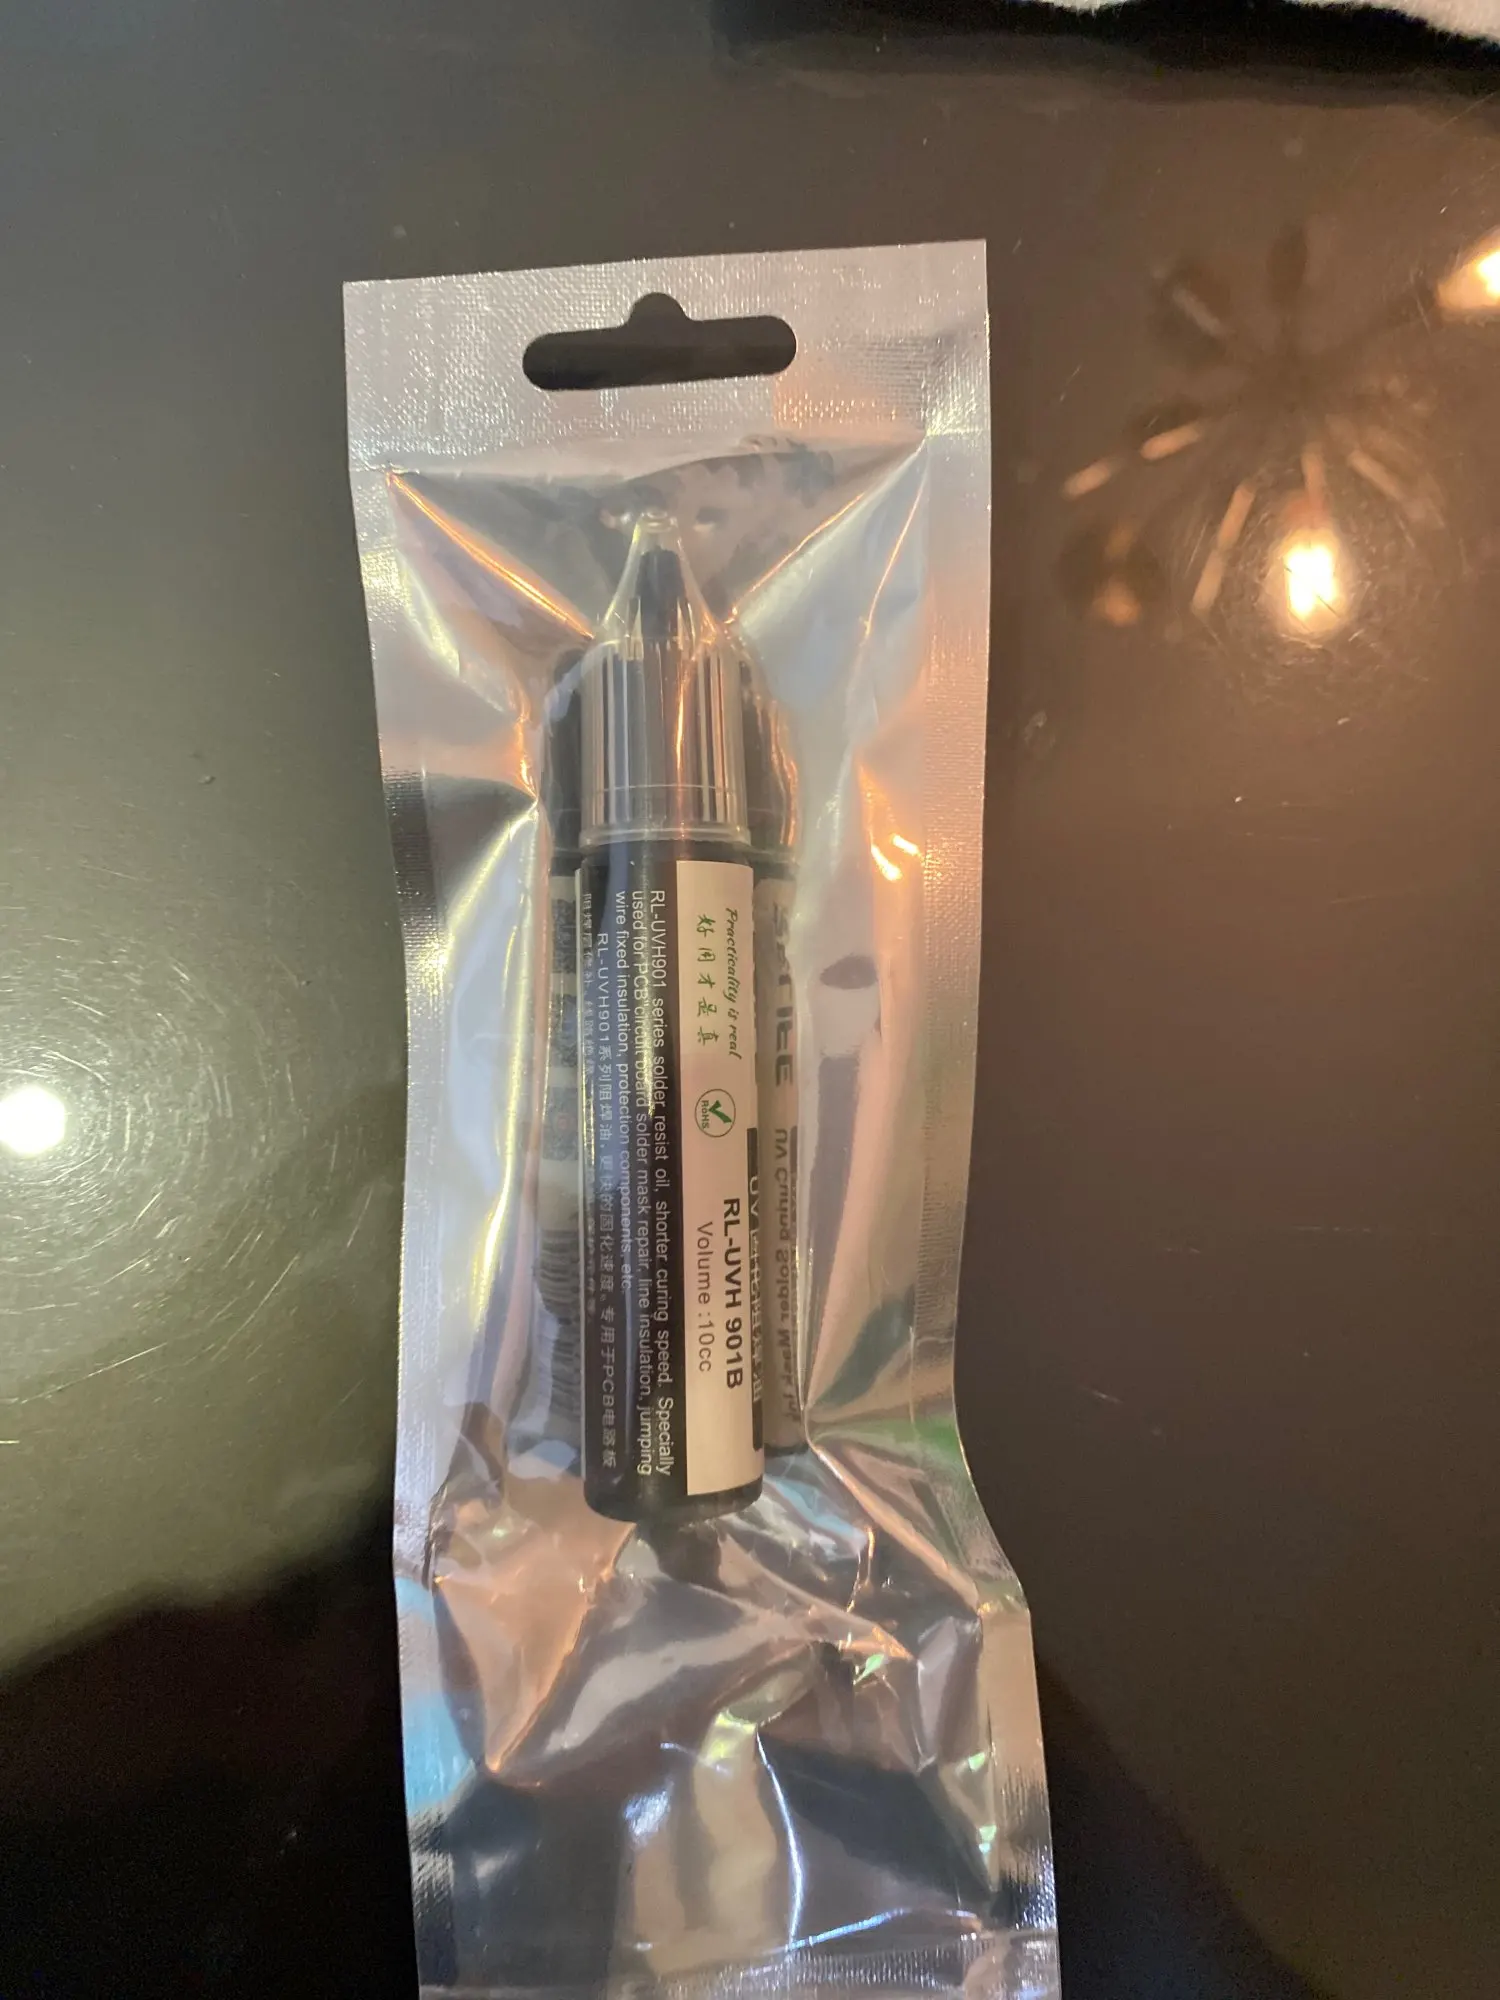 Practicality is real
好用才是真
RoHS
RL-UVH 901B
Volume :10cc
RL-UVH901 series solder resist oil, shorter curing speed. Specially
used for PCB circuit board solder mask repair, line insulation, jumping
wire fixed insulation, protection components, etc.
RL-UVH901系列阻焊油,更快的固化速度。专用于PCB电路板